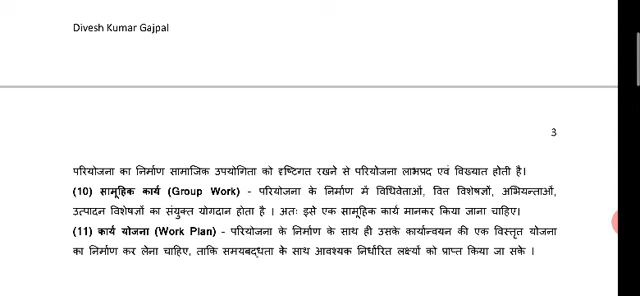 Divesh Kumar Gajpal
3
परियोजना का निर्माण सामाजिक उपयोगिता को दृष्टिगत रखने से परियोजना लाभप्रद एवं विख्यात होती है।
(10) सामूहिक कार्य (Group Work) - परियोजना के निर्माण में विधिवेताओं, वित्त विशेषज्ञों, अभियन्ताओं,
उत्पादन विशेषज्ञों का संयुक्त योगदान होता है । अतः इसे एक सामूहिक कार्य मानकर किया जाना चाहिए।
(11) कार्य योजना (Work Plan) - परियोजना के निर्माण के साथ ही उसके कार्यान्वयन की एक विस्तृत योजना
का निर्माण कर लेना चाहिए, ताकि समयबद्धता के साथ आवश्यक निर्धारित लक्ष्यों को प्राप्त किया जा सके ।